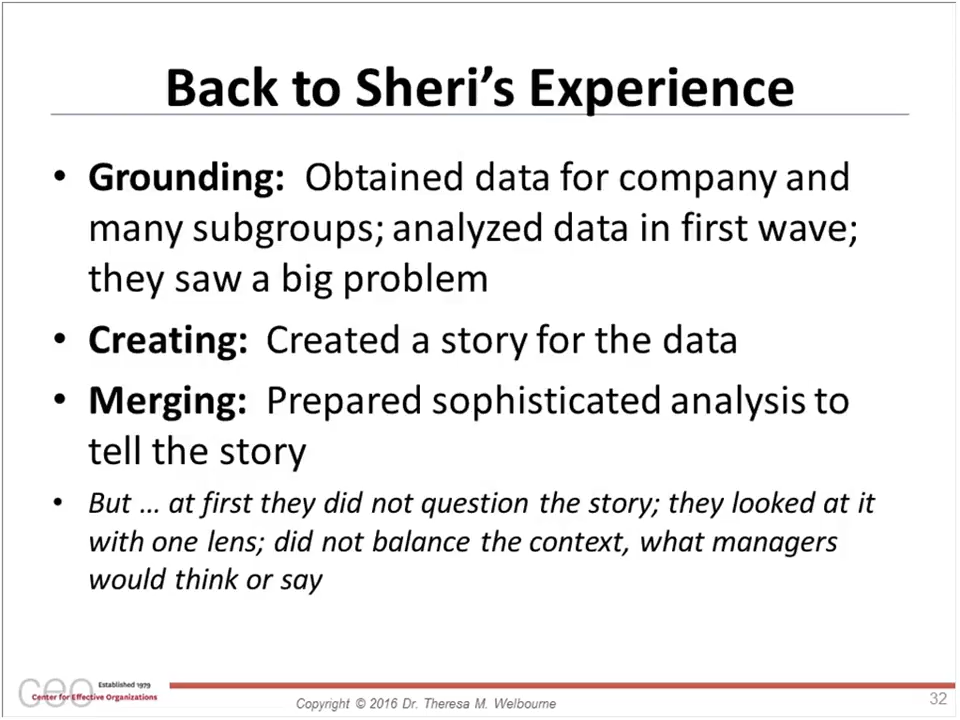 Back to Sheri's Experience
• Grounding:  Obtained data for company and
many subgroups; analyzed data in first wave;
they saw a big problem
• Creating:  Created a story for the data
• Merging:  Prepared sophisticated analysis to
tell the story
• But … at first they did not question the story; they looked at it
with one lens; did not balance the context, what managers
would think or say
ceo Established 1979
Center for Effective Organizations
Copyright © 2016 Dr. Theresa M. Welbourne
32